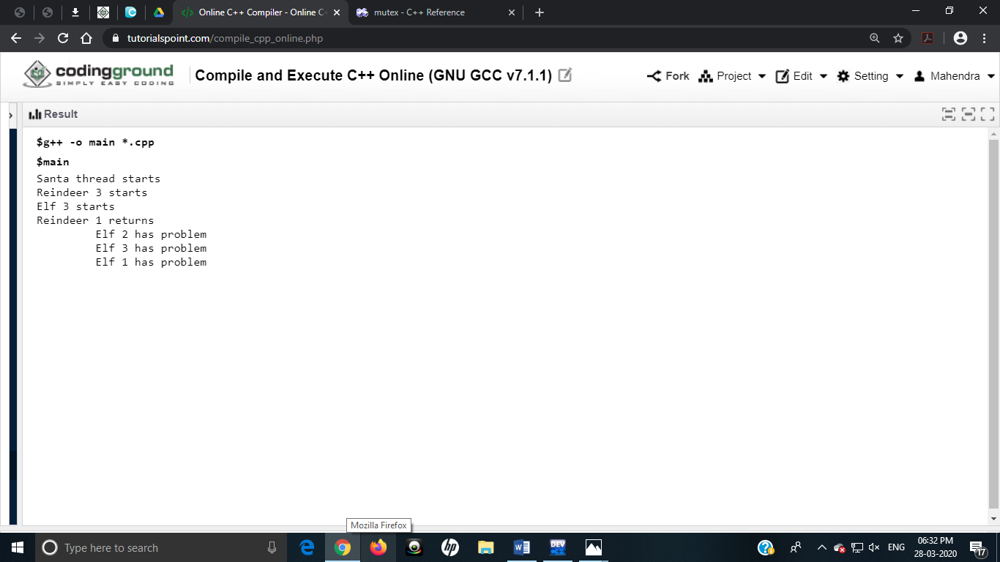 Online C++ Compiler - Online C
mutex - C++ Reference
tutorialspoint.com/compile_cpp_online.php
codingground
SIMPLY EASY CODING
Compile and Execute C++ Online (GNU GCC v7.1.1)
Fork
Project
Edit
Setting
Mahendra
Result
$g++ -o main *.cpp
$main
Santa thread starts
Reindeer 3 starts
Elf 3 starts
Reindeer 1 returns
Elf 2 has problem
Elf 3 has problem
Elf 1 has problem
Mozilla Firefox
Type here to search
hp
W
DEV
C++
ENG
06:32 PM
28-03-2020
17